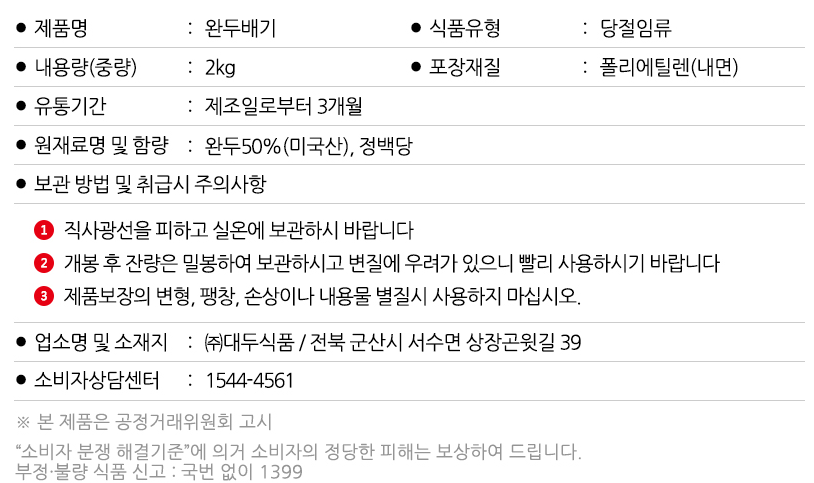 ● 제품명 : 완두배기 ● 식품유형 : 당절임류
● 내용량(중량) : 2kg ● 포장재질 : 폴리에틸렌(내면)
● 유통기간 : 제조일로부터 3개월
● 원재료명 및 함량 : 완두50%(미국산), 정백당
● 보관 방법 및 취급시 주의사항
1 직사광선을 피하고 실온에 보관하시 바랍니다
2 개봉 후 잔량은 밀봉하여 보관하시고 변질에 우려가 있으니 빨리 사용하시기 바랍니다
3 제품보장의 변형, 팽창, 손상이나 내용물 별질시 사용하지 마십시오.
● 업소명 및 소재지 : ㈜대두식품 / 전북 군산시 서수면 상장곤윗길 39
● 소비자상담센터 : 1544-4561
※ 본 제품은 공정거래위원회 고시
“소비자 분쟁 해결기준”에 의거 소비자의 정당한 피해는 보상하여 드립니다.
부정·불량 식품 신고 : 국번 없이 1399